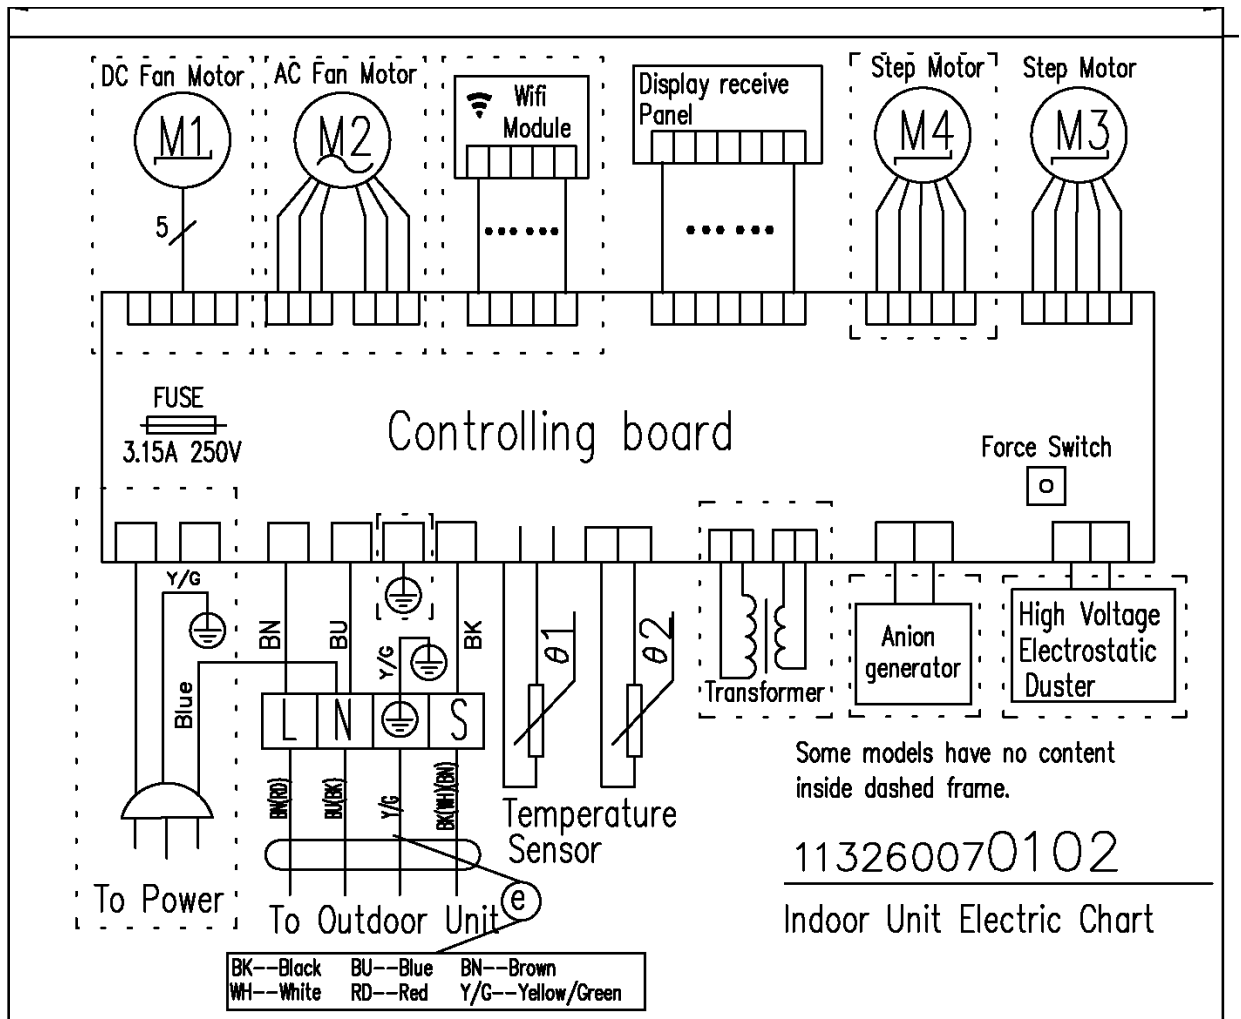 DC Fan Motor
AC Fan Motor
Wifi
Module
Display receive
Panel
Step Motor
Step Motor
M1
M2
M4
M3
5
FUSE
3.15A 250V
Controlling board
Force Switch
Y/G
BN
BU
Y/G
BK
θ1
θ2
Blue
L
N
S
Transformer
Anion
generator
High Voltage
Electrostatic
Duster
BN(RD)
BU(BK)
Y/G
BK(WH)(BN)
Temperature
Sensor
Some models have no content
inside dashed frame.
113260070102
To Power
To Outdoor Unit
e
Indoor Unit Electric Chart
BK--Black BU--Blue BN--Brown
WH--White RD--Red Y/G--Yellow/Green